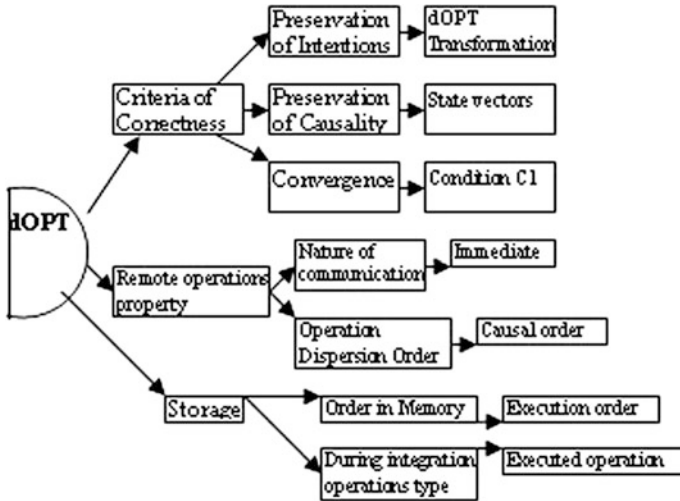 Preservation
of Intentions
dOPT
Transformation
Criteria of
Correctness
Preservation
of Causality
State vectors
Convergence
Condition C1
dOPT
Remote operations
property
Nature of
communication
Immediate
Operation
Dispersion Order
Causal order
Storage
Order in Memory
Execution order
During integration
operations type
Executed operation